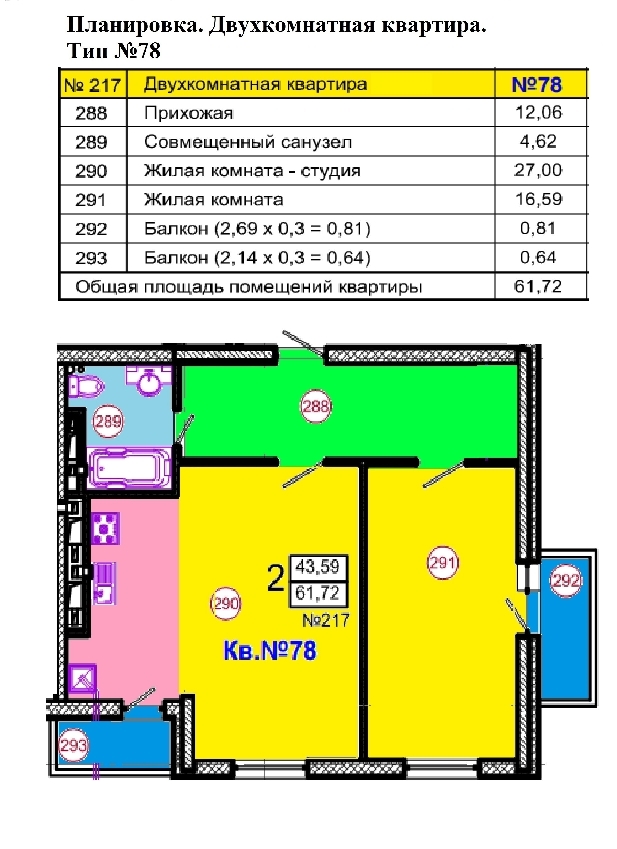 Планировка. Двухкомнатная квартира.
Тип №78
№ 217 Двухкомнатная квартира №78
288 Прихожая 12,06
289 Совмещенный санузел 4,62
290 Жилая комната - студия 27,00
291 Жилая комната 16,59
292 Балкон (2,69 х 0,3 = 0,81) 0,81
293 Балкон (2,14 х 0,3 = 0,64) 0,64
Общая площадь помещений квартиры 61,72
288
289
291
292
2 43,59
61,72
290
№217
Кв.№78
293